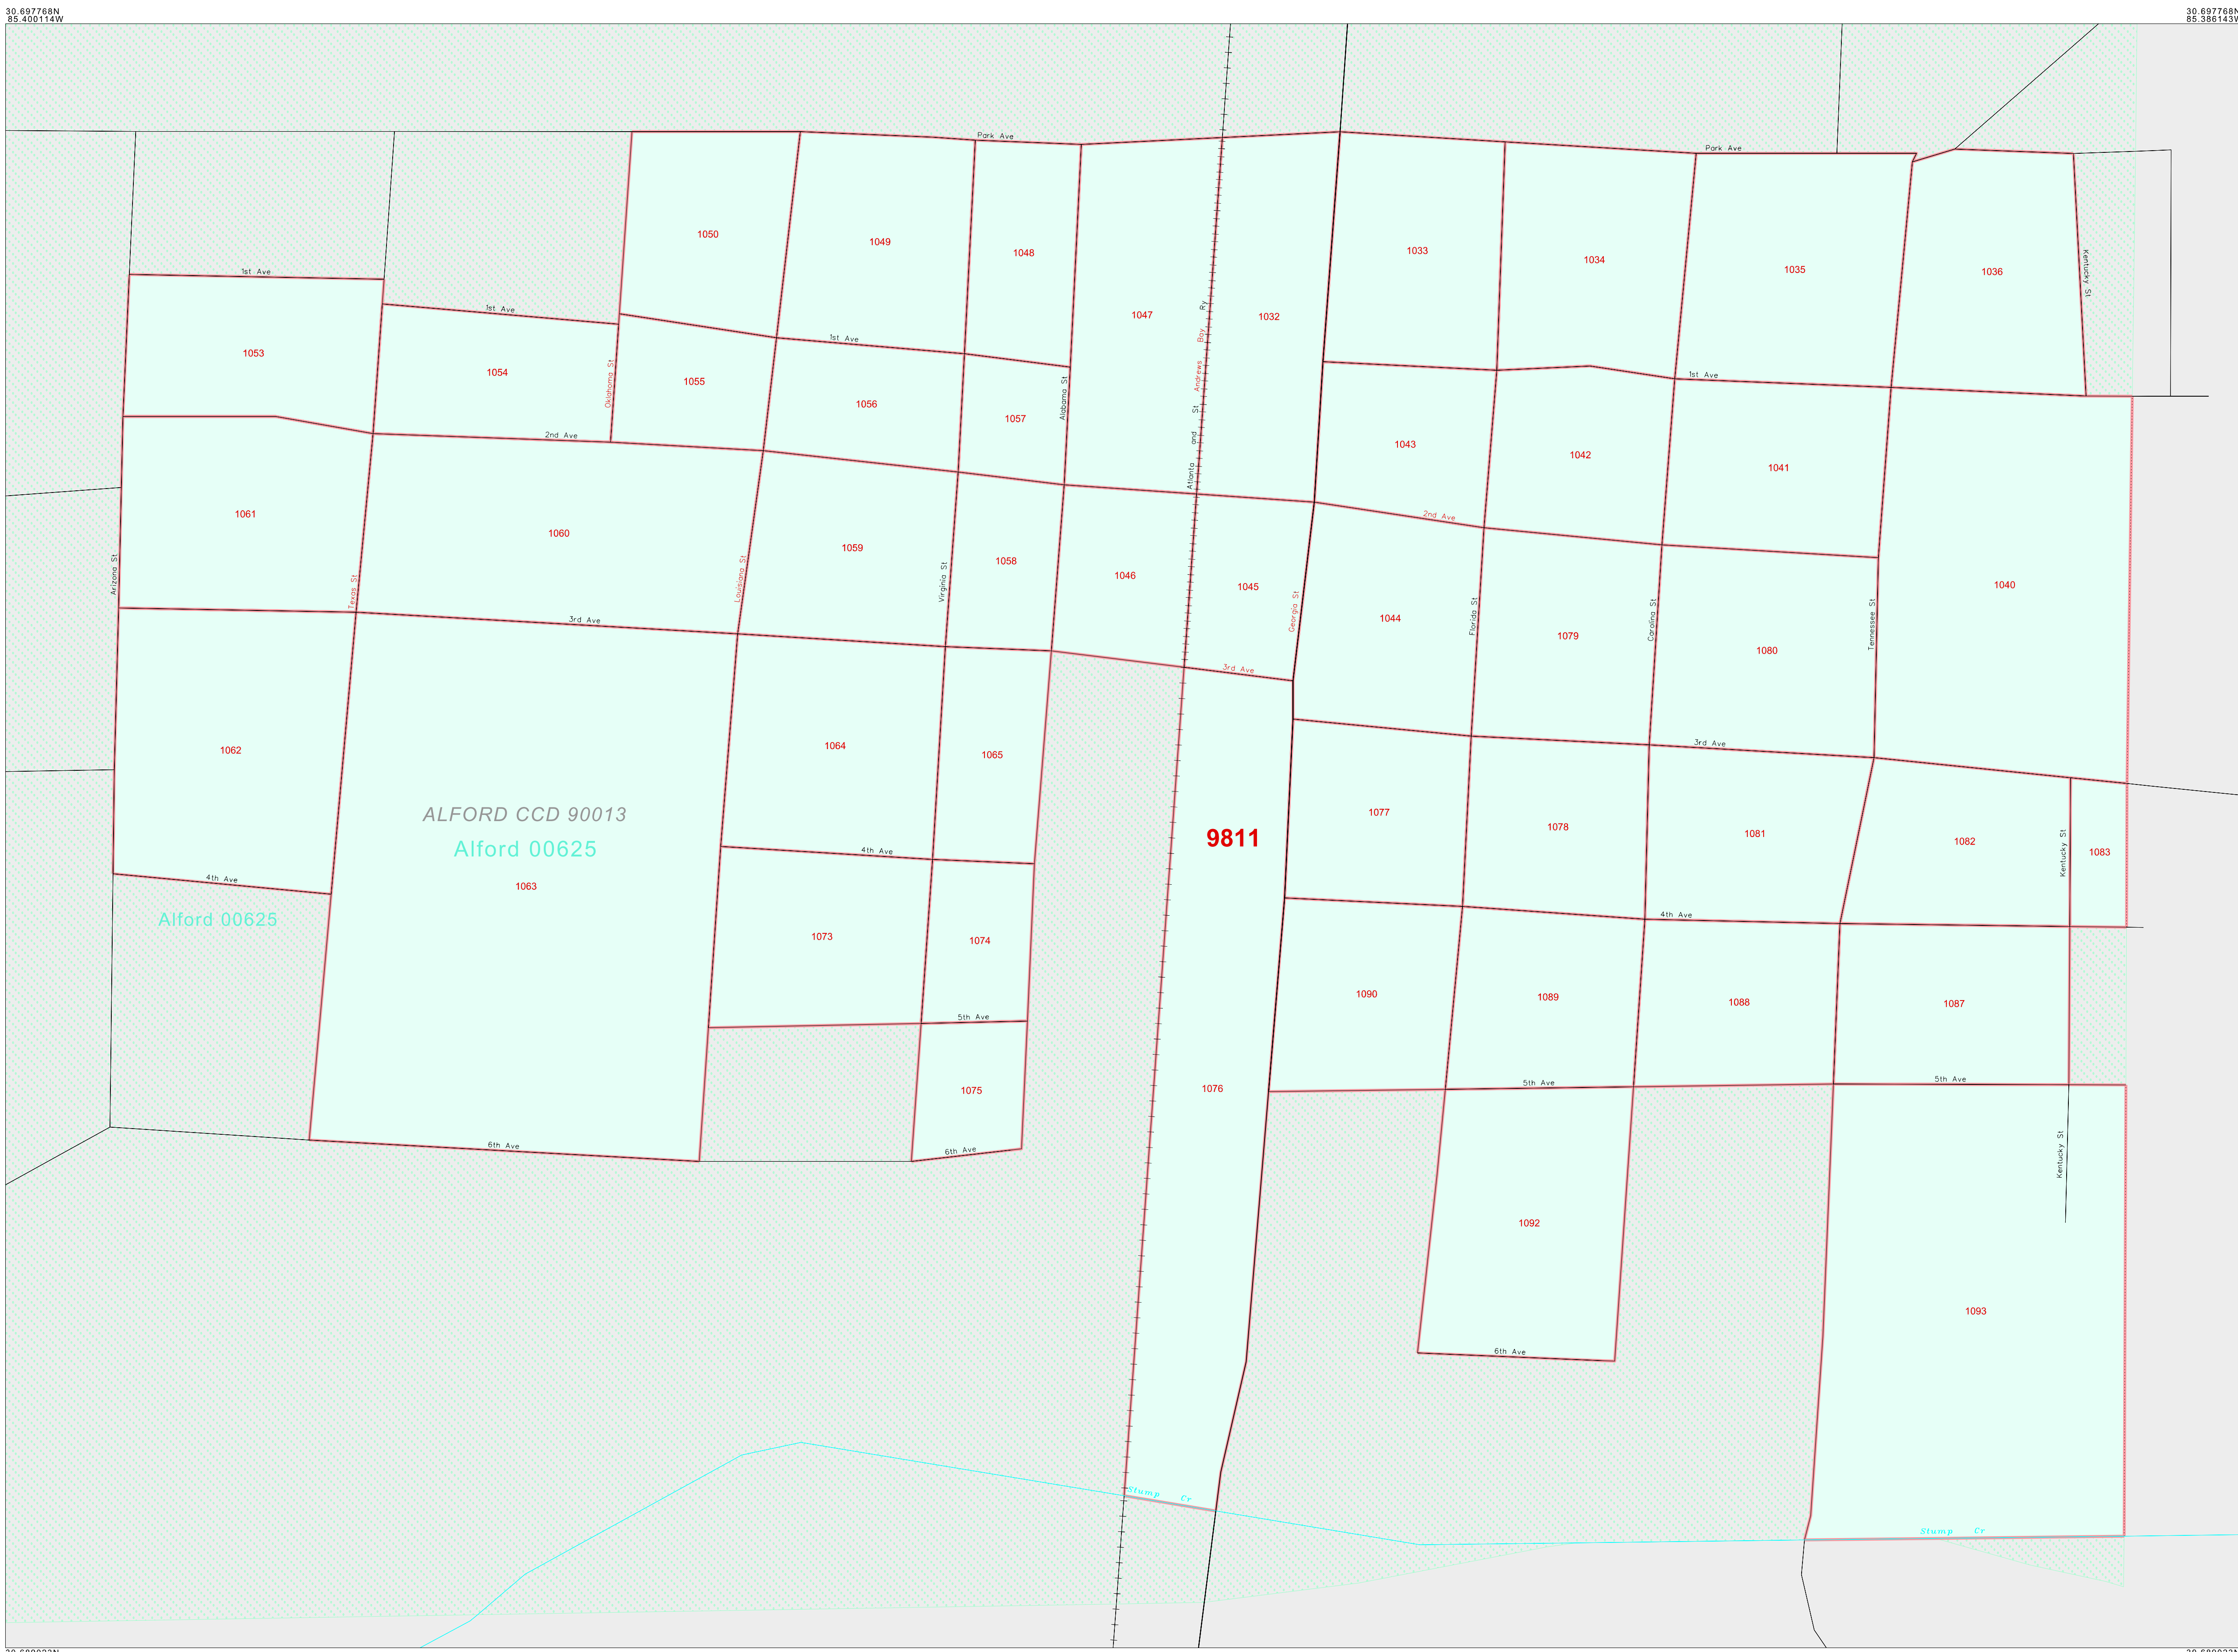 30.697768N
85.400114W
30.697768N
85.386143W
Park Ave
Park Ave
1050
1049
1048
1047
1032
1033
1034
1035
1036
Kentucky St
1st Ave
1st Ave
1st Ave
1st Ave
1053
1054
Oklahoma St
1055
1056
1057
Alabama St
Atlanta and St Andrews Bay Ry
1043
1042
1041
1040
2nd Ave
2nd Ave
1061
1060
1059
1058
1046
1045
1044
1079
1080
Arizona St
Texas St
Louisiana St
Virginia St
Georgia St
Florida St
Carolina St
Tennessee St
3rd Ave
3rd Ave
3rd Ave
1062
1064
1065
1077
1078
1081
1082
1083
Kentucky St
ALFORD CCD 90013
Alford 00625
1063
9811
4th Ave
4th Ave
4th Ave
Alford 00625
1073
1074
1090
1089
1088
1087
5th Ave
5th Ave
5th Ave
1075
1076
Kentucky St
6th Ave
6th Ave
1092
1093
6th Ave
Stump Cr
Stump Cr